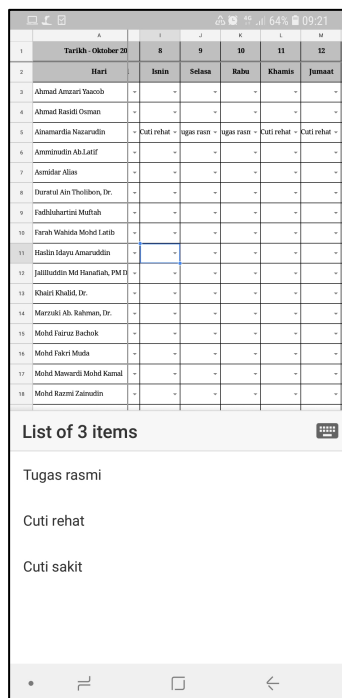 4G 64% 09:21
A I J K L M
1 Tarikh - Oktober 20 8 9 10 11 12
2 Hari Isnin Selasa Rabu Khamis Jumaat
3 Ahmad Amzari Yaacob
4 Ahmad Rasidi Osman
5 Ainamardia Nazarudin Cuti rehat ugas rasn ugas rasn Cuti rehat Cuti rehat
6 Amminudin Ab.Latif
7 Asmidar Alias
8 Duratul Ain Tholibon, Dr.
9 Fadhluhartini Muftah
10 Farah Wahida Mohd Latib
11 Haslin Idayu Amaruddin
12 Jalilluddin Md Hanafiah, PM D
13 Khairi Khalid, Dr.
14 Marzuki Ab. Rahman, Dr.
15 Mohd Fairuz Bachok
16 Mohd Fakri Muda
17 Mohd Mawardi Mohd Kamal
18 Mohd Razmi Zainudin
List of 3 items
Tugas rasmi
Cuti rehat
Cuti sakit